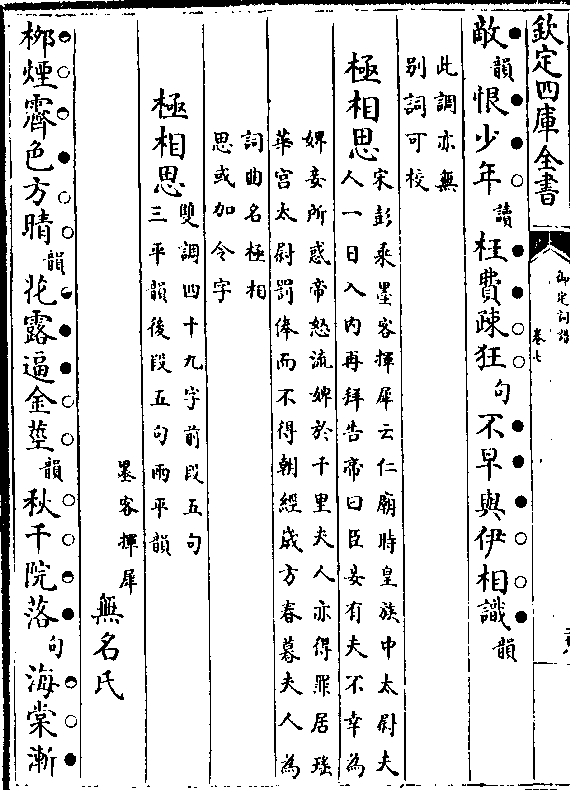 欽定四庫全書
御定詞譜
卷七
敵韻恨少年讀枉費疎狂句不早與伊相識韻
此調亦無
别詞可校
極相思
宋彭乘墨客揮犀云仁廟時皇族中太尉夫
人一日入内再拜告帝曰臣妾有夫不幸為
婢妾所惑帝怒流婢於千里夫人亦得罪居瑤
華宮太尉罰俸而不得朝經歲方春暮夫人為
詞曲名極相
思或加令字
極相思
雙調四十九字前段五句
三平韻後段五句兩平韻
墨客揮犀
無名氏
栁煙霽色方晴韻花露逼金莖韻秋千院落句海棠漸